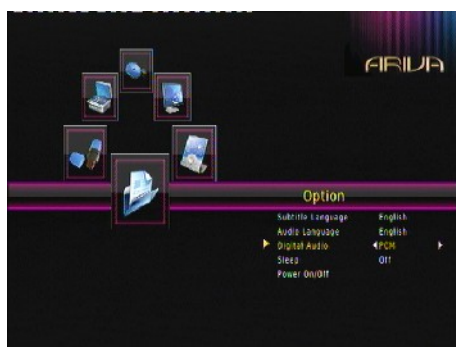 ARIVA
Option
Subtitle Language English
Audio Language English
Digital Audio PCM
Sleep Off
Power On/Off